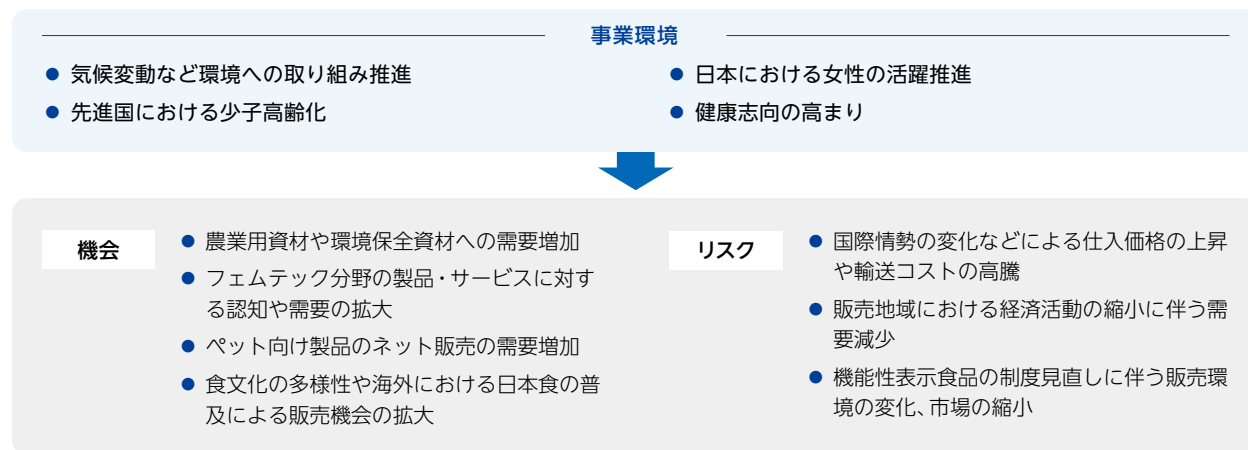 事業環境
● 気候変動など環境への取り組み推進
● 先進国における少子高齢化
● 日本における女性の活躍推進
● 健康志向の高まり
機会
● 農業用資材や環境保全資材への需要増加
● フェムテック分野の製品・サービスに対す
る認知や需要の拡大
● ペット向け製品のネット販売の需要増加
● 食文化の多様性や海外における日本食の普
及による販売機会の拡大
リスク
● 国際情勢の変化などによる仕入価格の上昇
や輸送コストの高騰
● 販売地域における経済活動の縮小に伴う需
要減少
● 機能性表示食品の制度見直しに伴う販売環
境の変化、市場の縮小